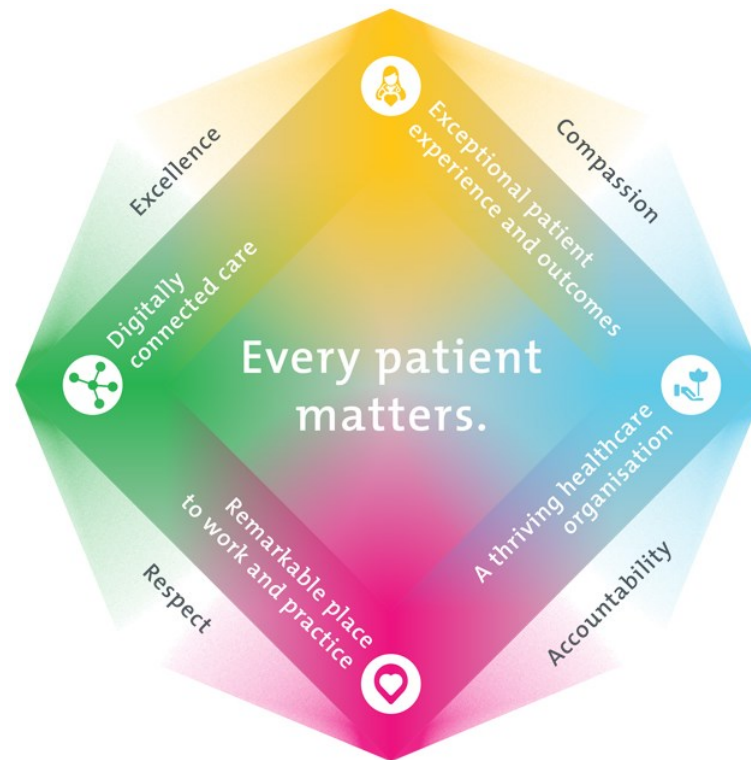 Excellence
Compassion
Exceptional patient
experience and outcomes
Digitally
connected care
Every patient
matters.
A thriving healthcare
organisation
Remarkable place
to work and practice
Respect
Accountability